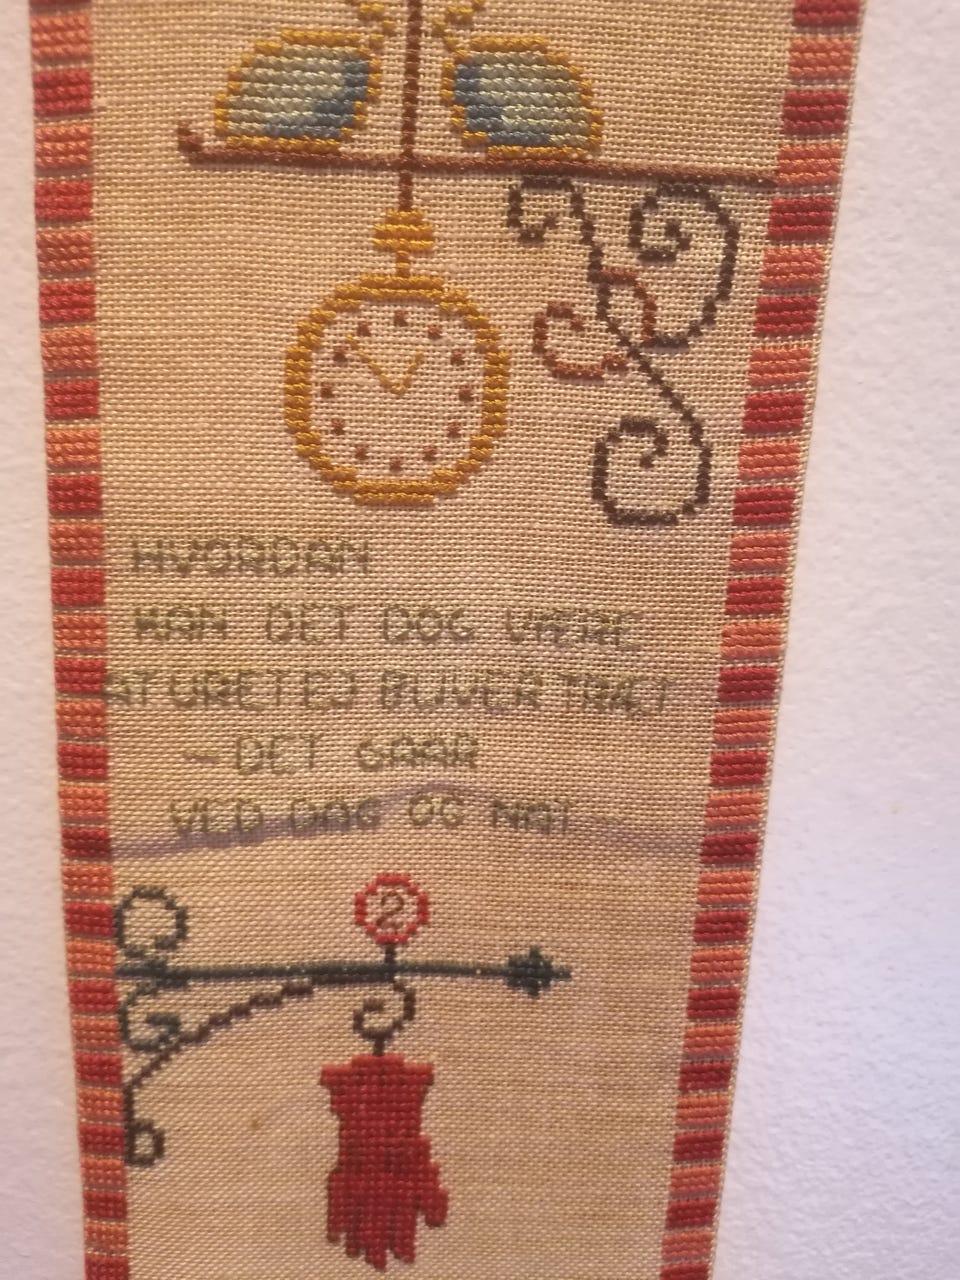 HVORDAN
KAN DET DOG VÆRE
AT URET EJ BLIVER TRÆT
- DET GAAR
VED DAG OG NAT
2